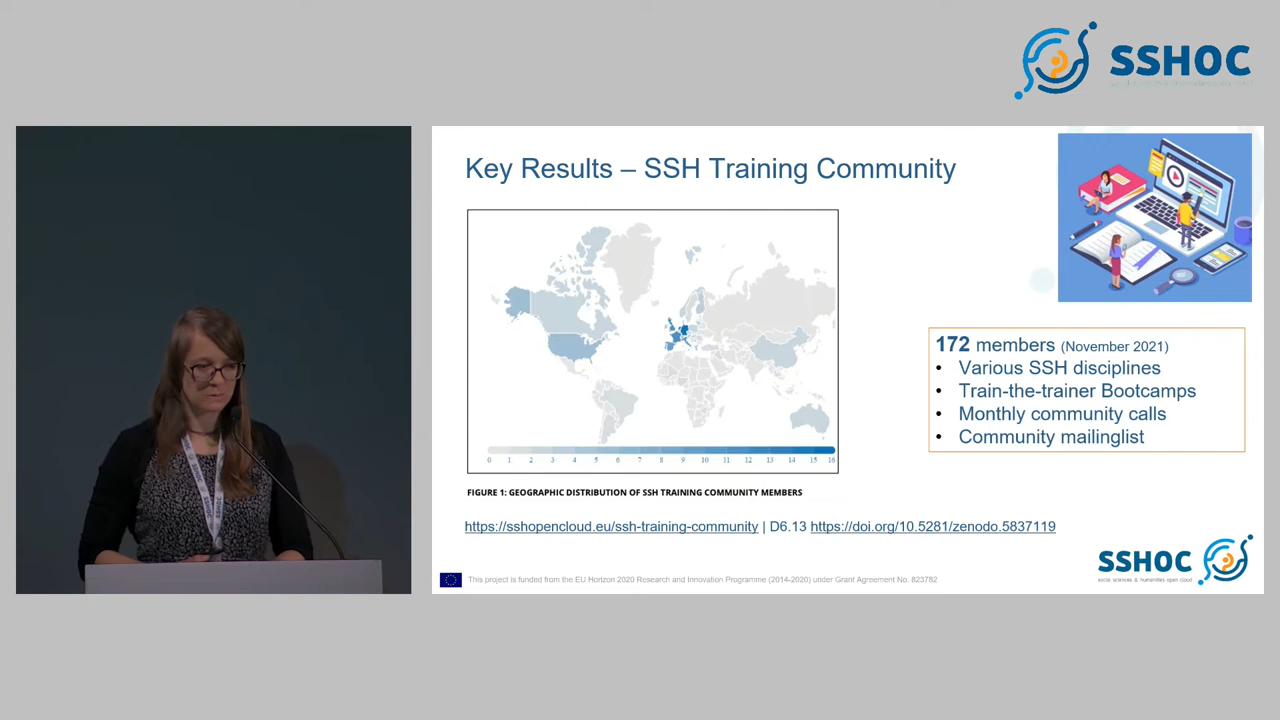 SSHOC
Key Results – SSH Training Community
172 members (November 2021)
• Various SSH disciplines
• Train-the-trainer Bootcamps
• Monthly community calls
• Community mailinglist
0 1 2 3 4 5 6 7 8 9 10 11 12 13 14 15 16
FIGURE 1: GEOGRAPHIC DISTRIBUTION OF SSH TRAINING COMMUNITY MEMBERS
https://sshopencloud.eu/ssh-training-community | D6.13 https://doi.org/10.5281/zenodo.5837119
SSHOC
social sciences & humanities open cloud
This project is funded from the EU Horizon 2020 Research and Innovation Programme (2014-2020) under Grant Agreement No. 823782